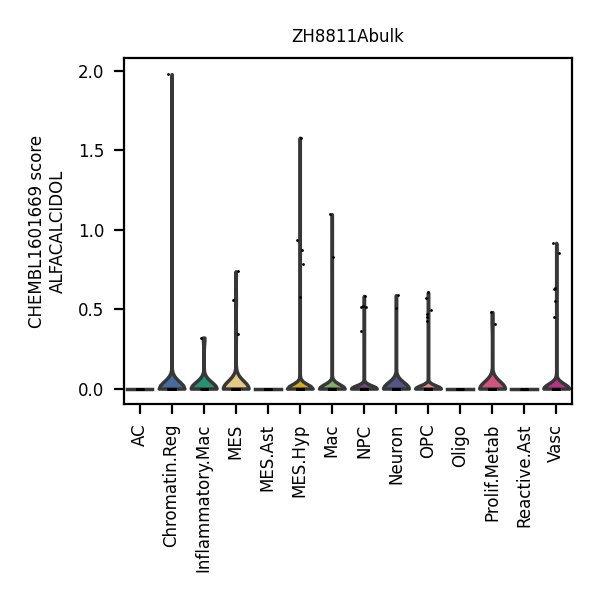 ZH8811Abulk
CHEMBL1601669 score
ALFACALCIDOL
2.0
1.5
1.0
0.5
0.0
AC
Chromatin.Reg
Inflammatory.Mac
MES
MES.Ast
MES.Hyp
Mac
NPC
Neuron
OPC
Oligo
Prolif.Metab
Reactive.Ast
Vasc